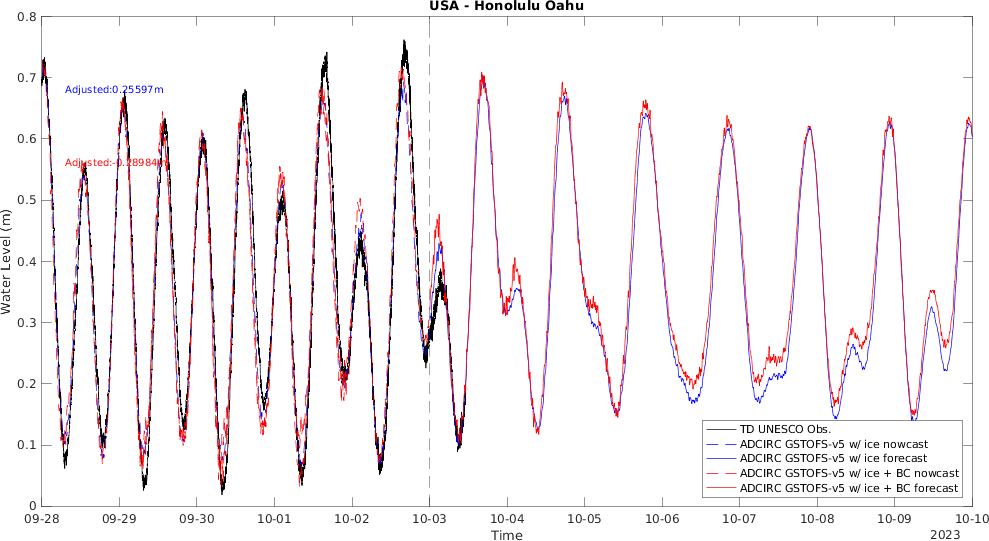 USA - Honolulu Oahu
0.8
0.7
0.6
0.5
0.4
0.3
0.2
0.1
0
Water Level (m)
Adjusted:0.25597m
Adjusted:-0.28984m
TD UNESCO Obs.
ADCIRC GSTOFS-v5 w/ ice nowcast
ADCIRC GSTOFS-v5 w/ ice forecast
ADCIRC GSTOFS-v5 w/ ice + BC nowcast
ADCIRC GSTOFS-v5 w/ ice + BC forecast
09-28 09-29 09-30 10-01 10-02 10-03 10-04 10-05 10-06 10-07 10-08 10-09 10-10
Time
2023